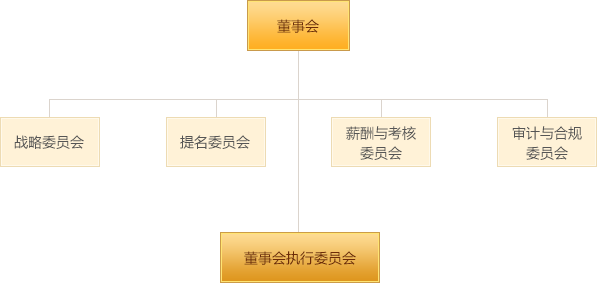 董事会
战略委员会
提名委员会
薪酬与考核
委员会
审计与合规
委员会
董事会执行委员会